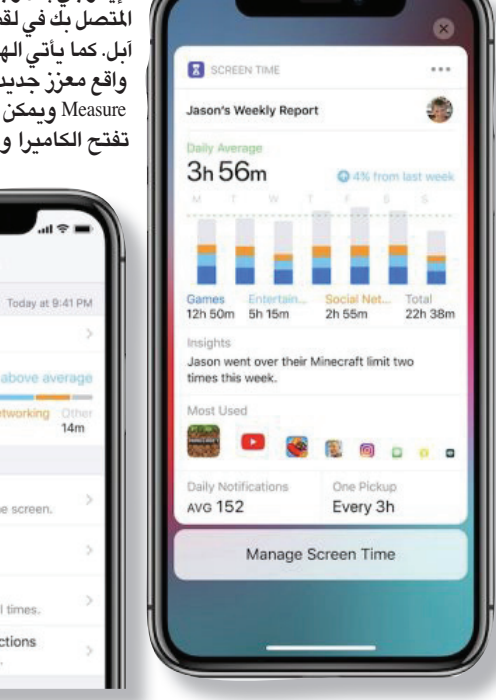 المتصل بك في لقد
آبل. كما يأتي اله
واقع معزز جديد
Measure ويمكن
تفتح الكاميرا و
SCREEN TIME
Jason's Weekly Report
Daily Average
3h 56m
4% from last week
M T W T F S S
Games Entertain... Social Net... Total
12h 50m 5h 15m 2h 55m 22h 38m
Insights
Jason went over their Minecraft limit two
times this week.
Most Used
Daily Notifications One Pickup
AVG 152 Every 3h
Manage Screen Time
Today at 9:41 PM
above average
tworking Other
14m
e screen.
l times.
ctions